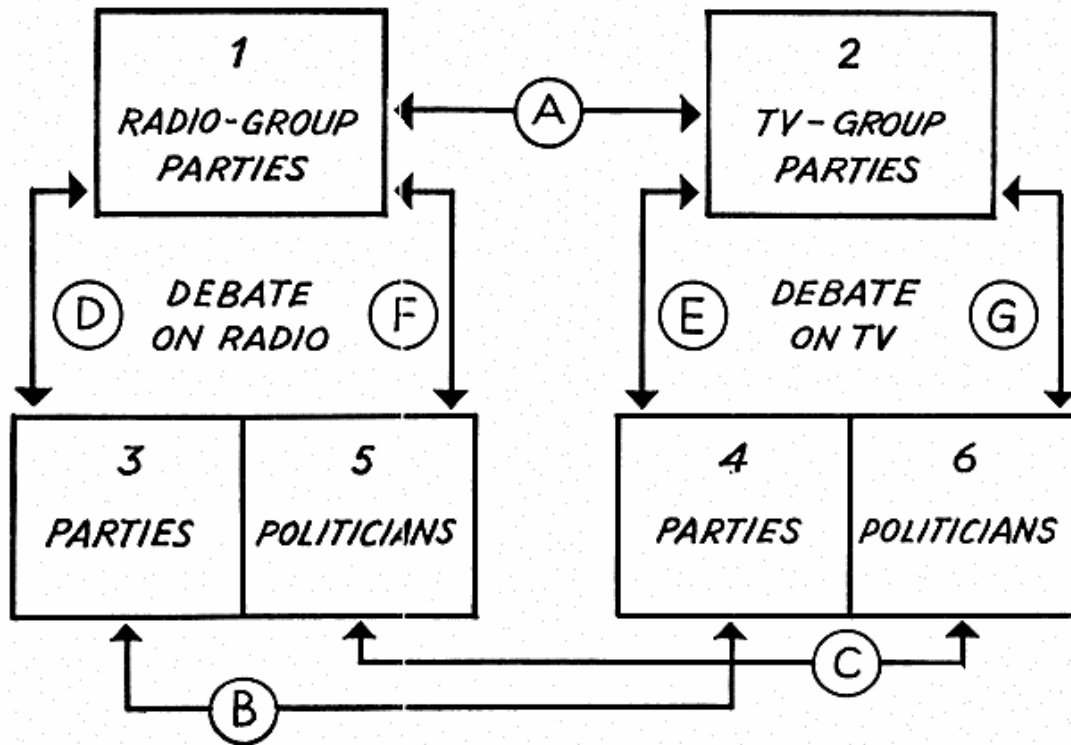 1
RADIO-GROUP
PARTIES
A
2
TV-GROUP
PARTIES
D
DEBATE
ON RADIO
F
E
DEBATE
ON TV
G
3
PARTIES
5
POLITICIANS
4
PARTIES
6
POLITICIANS
B
C